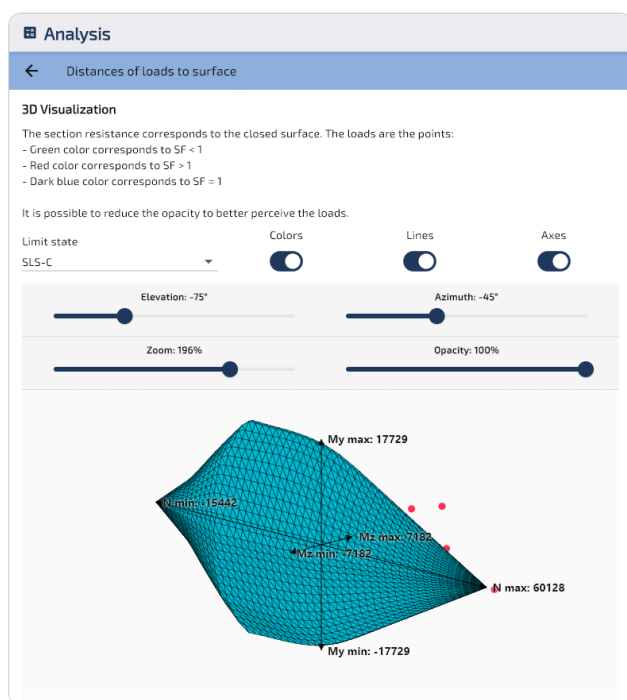 Analysis
Distances of loads to surface
3D Visualization
The section resistance corresponds to the closed surface. The loads are the points:
- Green color corresponds to SF < 1
- Red color corresponds to SF > 1
- Dark blue color corresponds to SF = 1
It is possible to reduce the opacity to better perceive the loads.
Limit state
SLS-C
Colors
Lines
Axes
Elevation: -75°
Azimuth: -45°
Zoom: 196%
Opacity: 100%
My max: 17729
N min: -15442
Mz max: 7182
Mz min: -7182
N max: 60128
My min: -17729